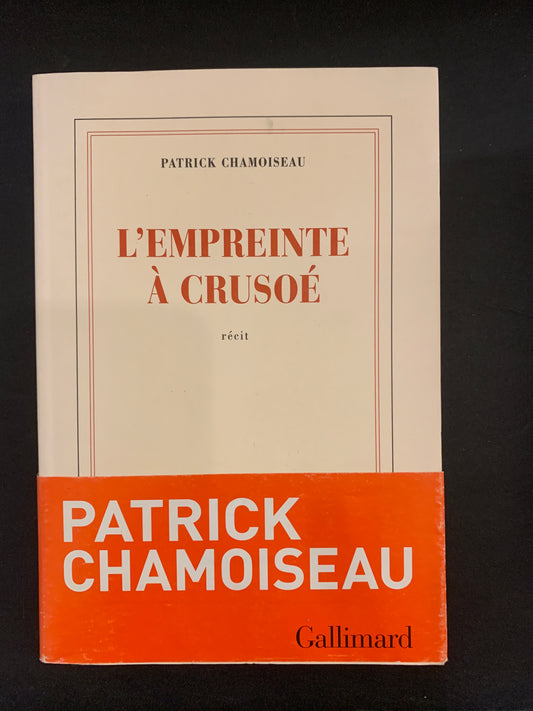 PATRICK CHAMOISEAU
L'EMPREINTE
À CRUSOÉ
récit
PATRICK
CHAMOISEAU
Gallimard